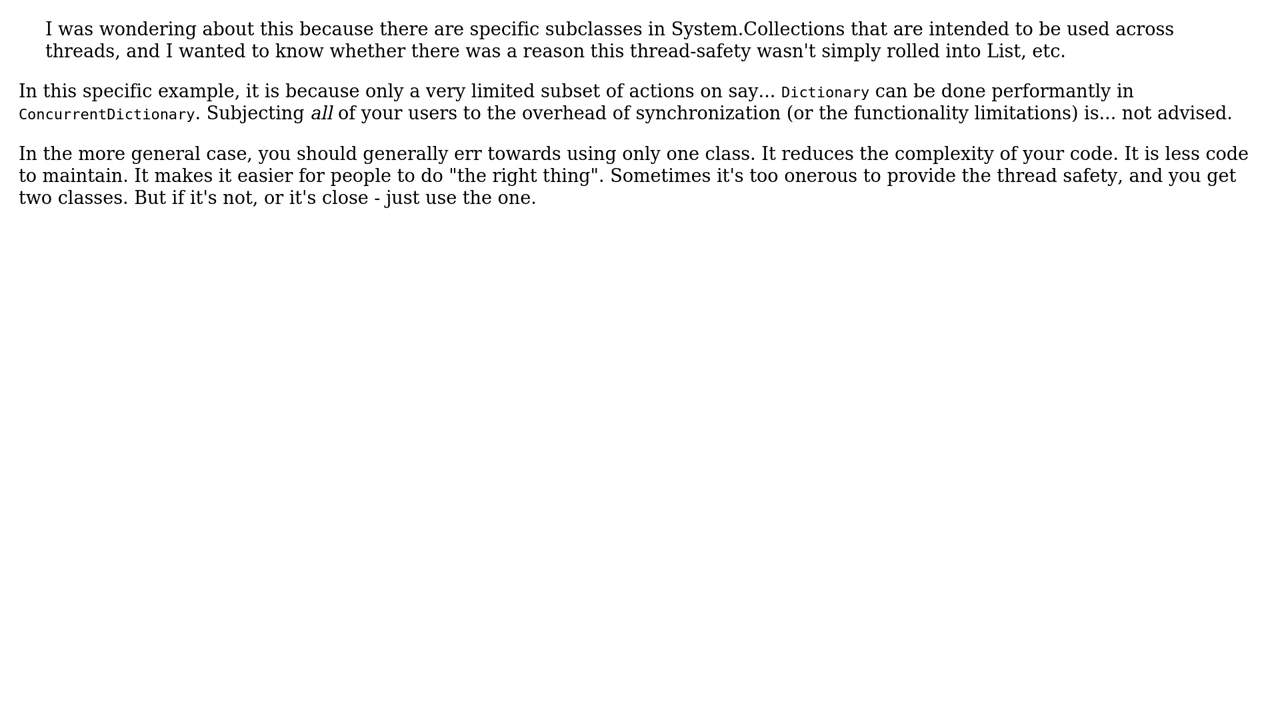 I was wondering about this because there are specific subclasses in System.Collections that are intended to be used across
threads, and I wanted to know whether there was a reason this thread-safety wasn't simply rolled into List, etc.
In this specific example, it is because only a very limited subset of actions on say... Dictionary can be done performantly in
ConcurrentDictionary. Subjecting all of your users to the overhead of synchronization (or the functionality limitations) is... not advised.
In the more general case, you should generally err towards using only one class. It reduces the complexity of your code. It is less code
to maintain. It makes it easier for people to do "the right thing". Sometimes it's too onerous to provide the thread safety, and you get
two classes. But if it's not, or it's close - just use the one.